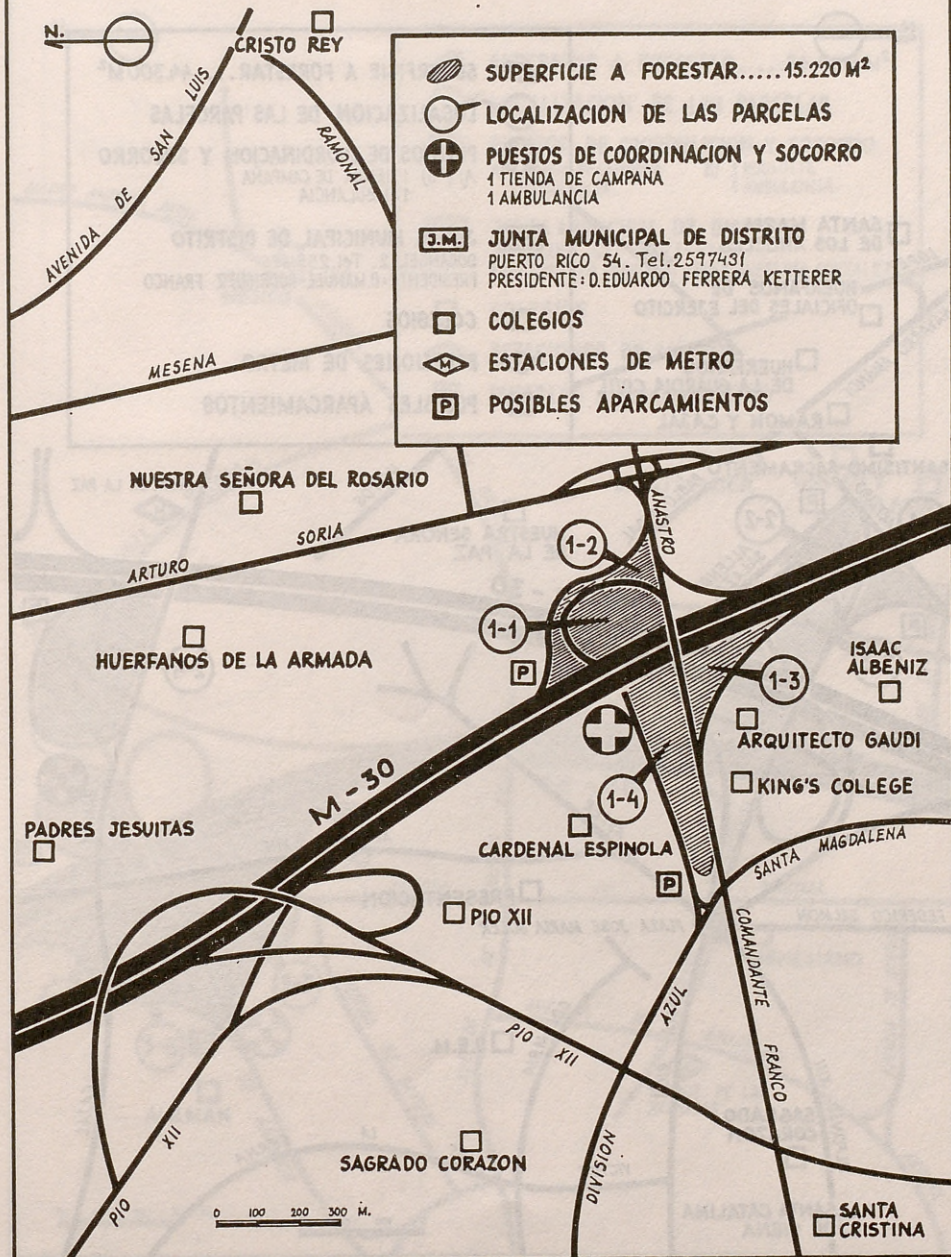 N.
CRISTO REY
AVENIDA DE SAN LUIS
RAMONAL
SUPERFICIE A FORESTAR.....15.220 M²
LOCALIZACION DE LAS PARCELAS
PUESTOS DE COORDINACION Y SOCORRO
1 TIENDA DE CAMPAÑA
1 AMBULANCIA
J.M. JUNTA MUNICIPAL DE DISTRITO
PUERTO RICO 54. Tel. 2597431
PRESIDENTE: D.EDUARDO FERRERA KETTERER
COLEGIOS
M ESTACIONES DE METRO
P POSIBLES APARCAMIENTOS
MESENA
NUESTRA SEÑORA DEL ROSARIO
ARTURO SORIA
ANASTRO
1-2
1-1
P
HUERFANOS DE LA ARMADA
1-3
ISAAC
ALBENIZ
ARQUITECTO GAUDI
KING'S COLLEGE
1-4
M-30
PADRES JESUITAS
CARDENAL ESPINOLA
SANTA MAGDALENA
P
PIO XII
COMANDANTE FRANCO
DIVISION AZUL
PIO XII
PIO XII
SAGRADO CORAZON
0 100 200 300 M.
SANTA
CRISTINA